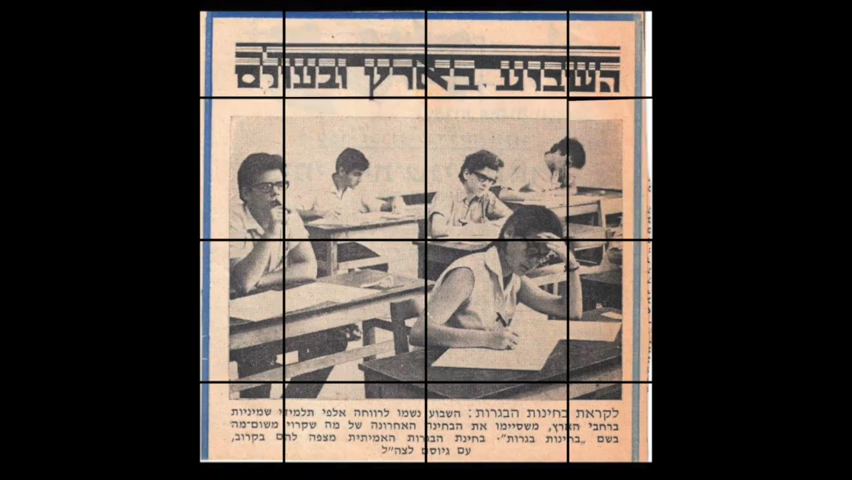 השבוע בארץ ובעולם
לקראת בחינות הבגרות: השבוע נשמו לרווחה אלפי תלמידי שמיניות
ברחבי הארץ, משסיימו את הבחינה האחרונה של מה שקרוי משום־מה
בשם „בחינות בגרות". בחינת הבגרות האמיתית מצפה להם בקרוב,
עם גיוסם לצה"ל